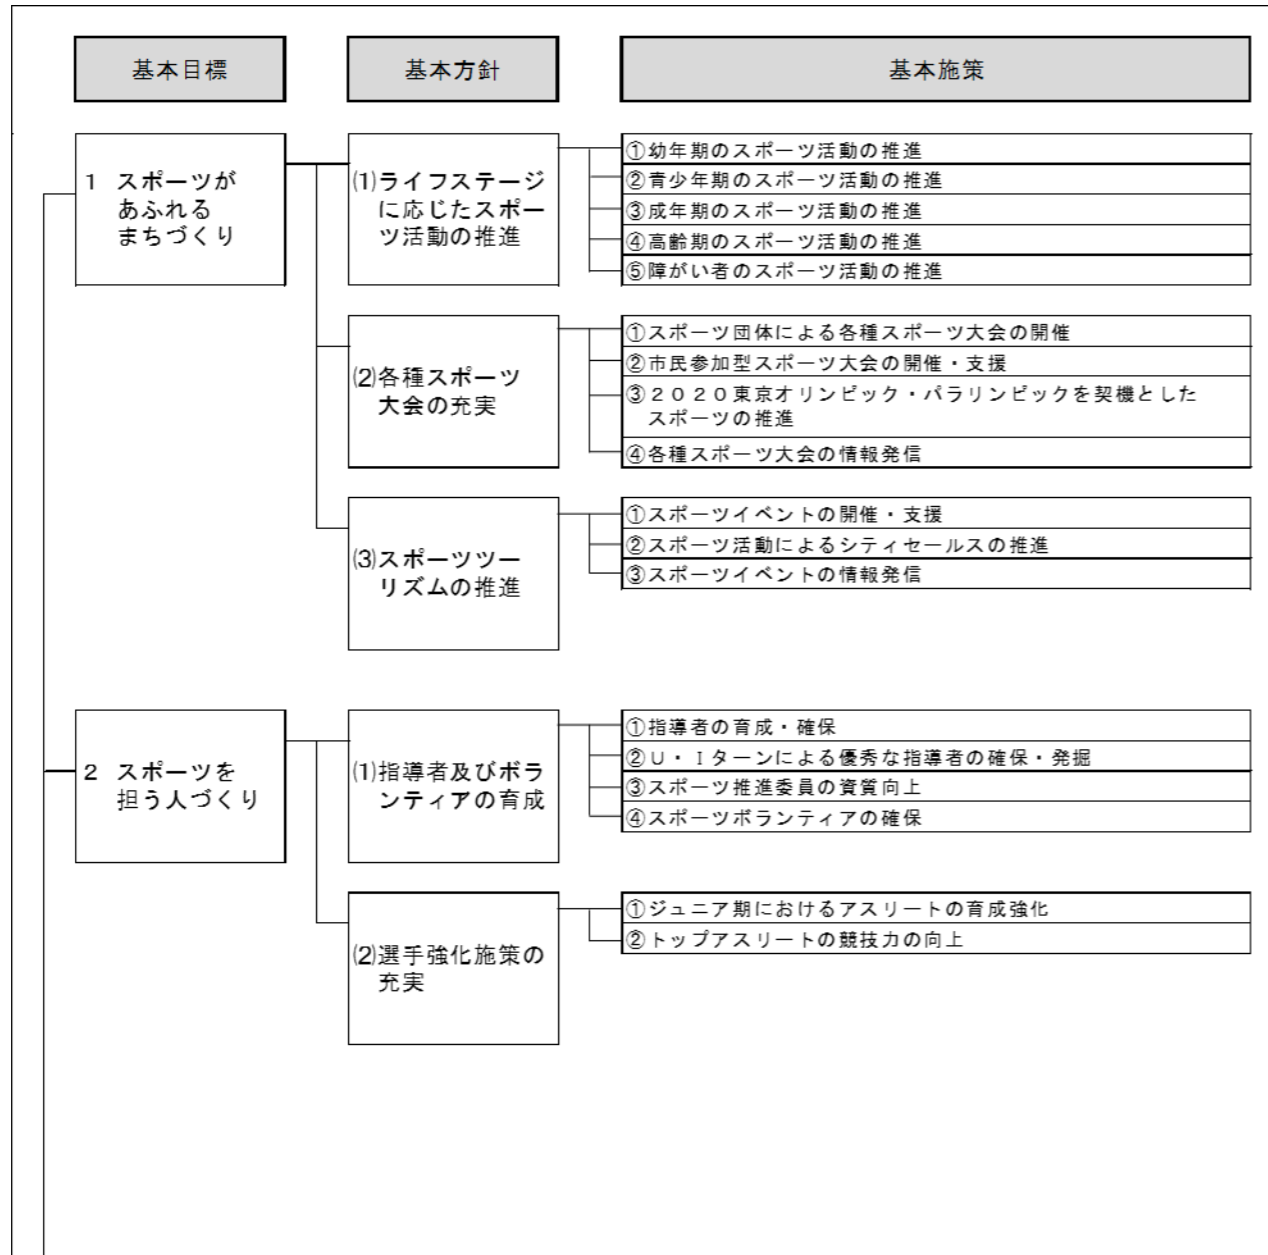 基本目標
基本方針
基本施策
1 スポーツが
あふれる
まちづくり
⑴ライフステージ
に応じたスポー
ツ活動の推進
①幼年期のスポーツ活動の推進
②青少年期のスポーツ活動の推進
③成年期のスポーツ活動の推進
④高齢期のスポーツ活動の推進
⑤障がい者のスポーツ活動の推進
⑵各種スポーツ
大会の充実
①スポーツ団体による各種スポーツ大会の開催
②市民参加型スポーツ大会の開催・支援
③２０２０東京オリンピック・パラリンピックを契機とした
スポーツの推進
④各種スポーツ大会の情報発信
⑶スポーツツー
リズムの推進
①スポーツイベントの開催・支援
②スポーツ活動によるシティセールスの推進
③スポーツイベントの情報発信
2 スポーツを
担う人づくり
⑴指導者及びボラ
ンティアの育成
①指導者の育成・確保
②Ｕ・Ｉターンによる優秀な指導者の確保・発掘
③スポーツ推進委員の資質向上
④スポーツボランティアの確保
⑵選手強化施策の
充実
①ジュニア期におけるアスリートの育成強化
②トップアスリートの競技力の向上